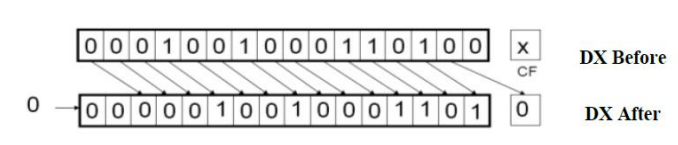 0 0 0 1 0 0 1 0 0 0 1 1 0 1 0 0 x DX Before
CF
0 0 0 0 0 0 1 0 0 1 0 0 0 1 1 0 1 0 DX After